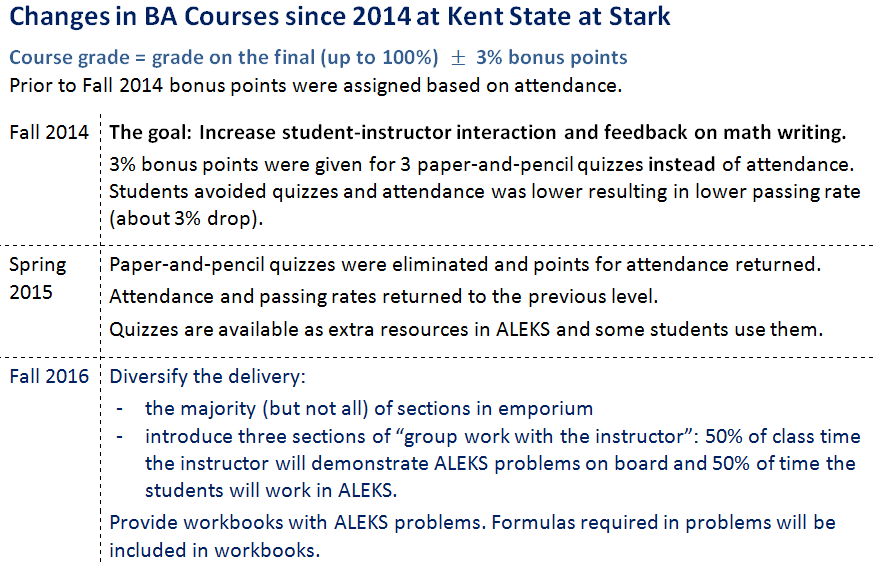 Changes in BA Courses since 2014 at Kent State at Stark
Course grade = grade on the final (up to 100%) ± 3% bonus points
Prior to Fall 2014 bonus points were assigned based on attendance.
Fall 2014
The goal: Increase student-instructor interaction and feedback on math writing.
3% bonus points were given for 3 paper-and-pencil quizzes instead of attendance.
Students avoided quizzes and attendance was lower resulting in lower passing rate
(about 3% drop).
Spring
2015
Paper-and-pencil quizzes were eliminated and points for attendance returned.
Attendance and passing rates returned to the previous level.
Quizzes are available as extra resources in ALEKS and some students use them.
Fall 2016
Diversify the delivery:
- the majority (but not all) of sections in emporium
- introduce three sections of “group work with the instructor”: 50% of class time
the instructor will demonstrate ALEKS problems on board and 50% of time the
students will work in ALEKS.
Provide workbooks with ALEKS problems. Formulas required in problems will be
included in workbooks.